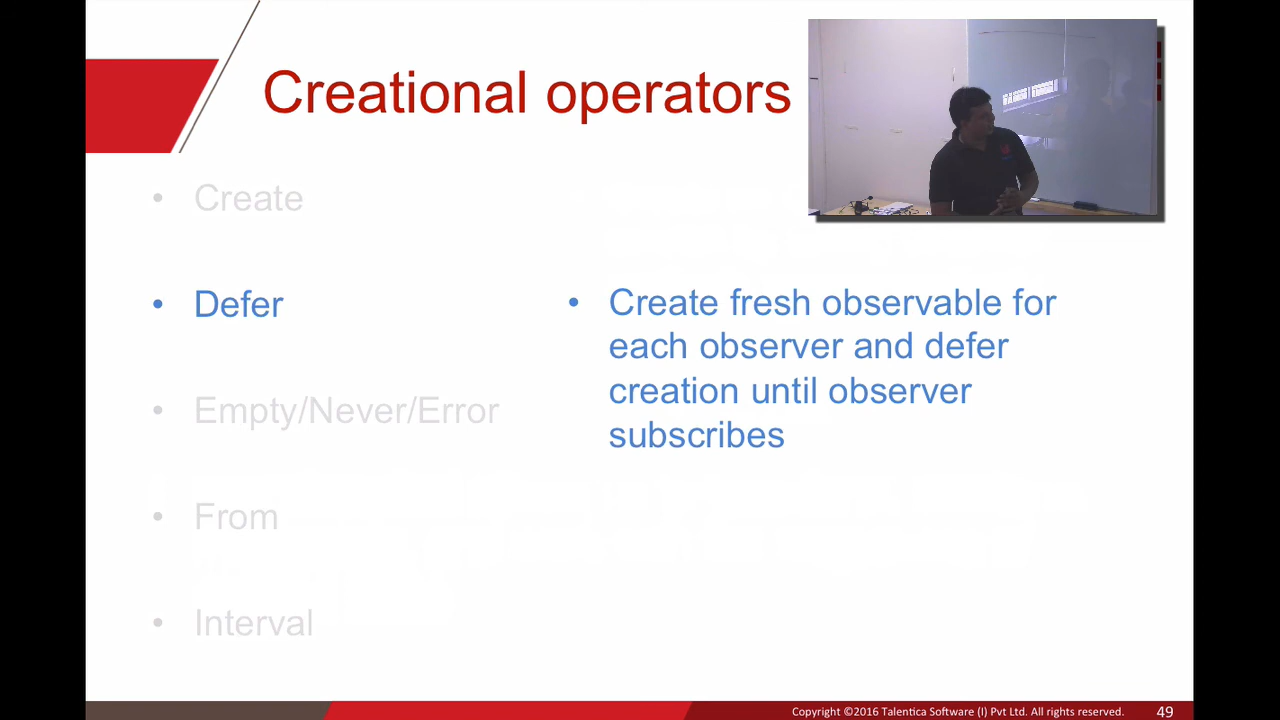 Creational operators
• Create
• Defer
• Create fresh observable for
each observer and defer
creation until observer
subscribes
• Empty/Never/Error
• From
• Interval
Copyright ©2016 Talentica Software (I) Pvt Ltd. All rights reserved.
49